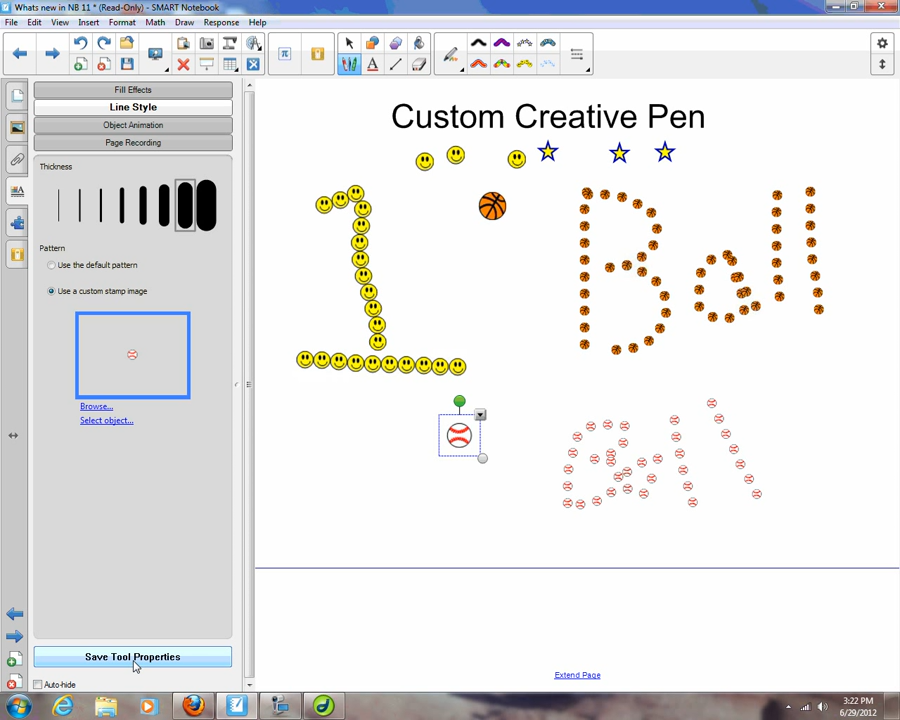 Whats new in NB 11 * (Read-Only) - SMART Notebook
File Edit View Insert Format Math Draw Response Help
Fill Effects
Line Style
Object Animation
Page Recording
Thickness
Pattern
Use the default pattern
Use a custom stamp image
Browse...
Select object...
Save Tool Properties
Auto-hide
Custom Creative Pen
1
Ball
Ball
Extend Page
3:22 PM
6/29/2012